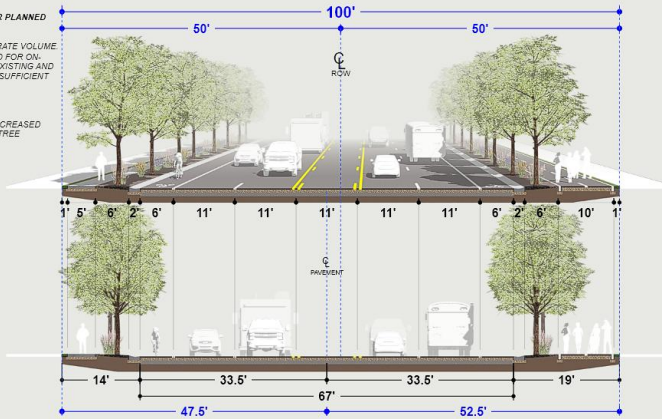 R PLANNED
RATE VOLUME
D FOR ON-
EXISTING AND
SUFFICIENT
CREASED
TREE
100'
50' 50'
℄
ROW
1' 5' 6' 2' 6' 11' 11' 11' 11' 11' 6' 2' 6' 10' 1'
℄
PAVEMENT
14' 33.5' 33.5' 19'
67'
47.5' 52.5'